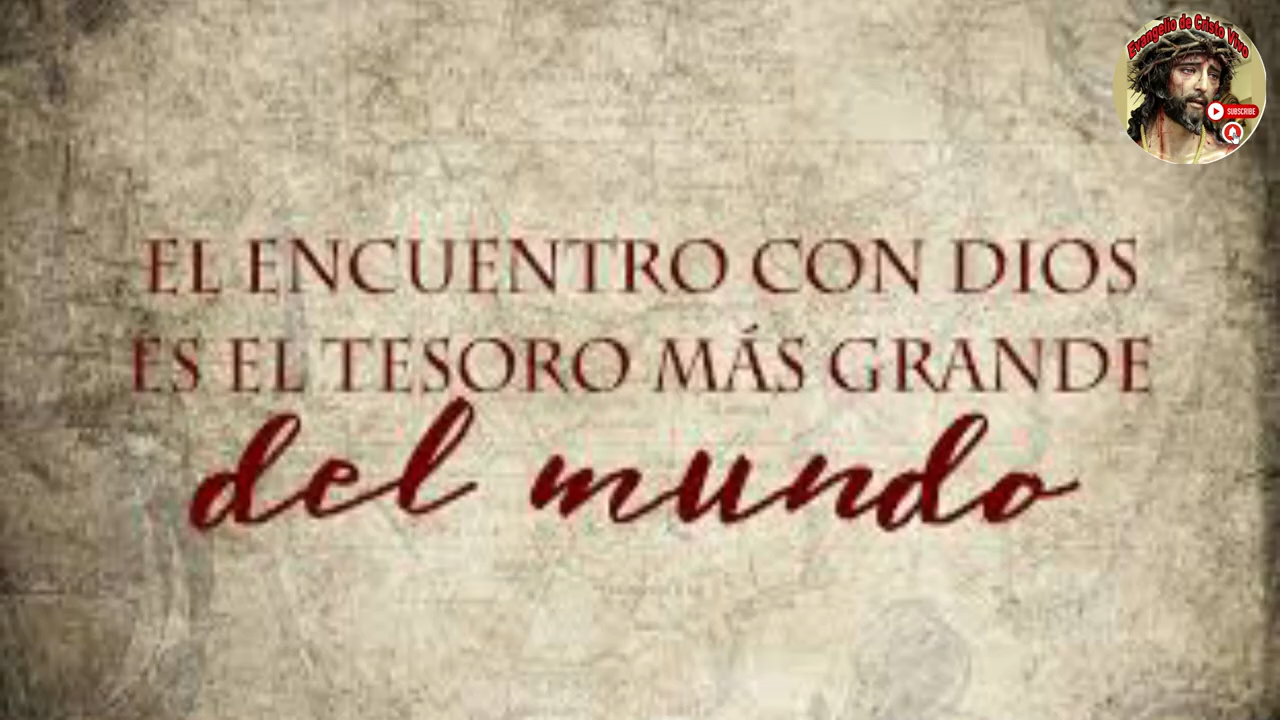 Evangelio de Cristo Vivo
SUBSCRIBE
EL ENCUENTRO CON DIOS
ES EL TESORO MÁS GRANDE
del mundo